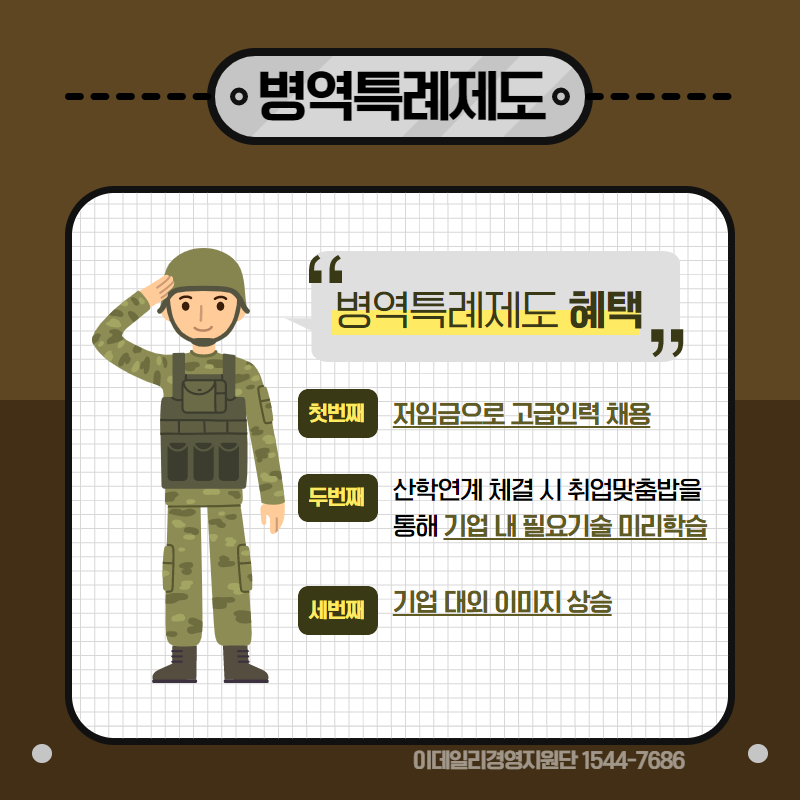 병역특례제도
“
병역특례제도 혜택
”
첫번째
저임금으로 고급인력 채용
두번째
산학연계 체결 시 취업맞춤밥을
통해 기업 내 필요기술 미리학습
세번째
기업 대외 이미지 상승
이데일리경영지원단 1544-7686